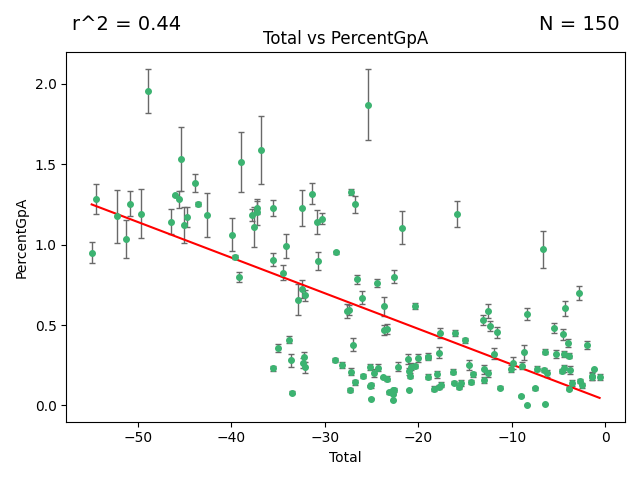 r^2 = 0.44
N = 150
Total vs PercentGpA
2.0
1.5
1.0
0.5
0.0
PercentGpA
−50
−40
−30
−20
−10
0
Total